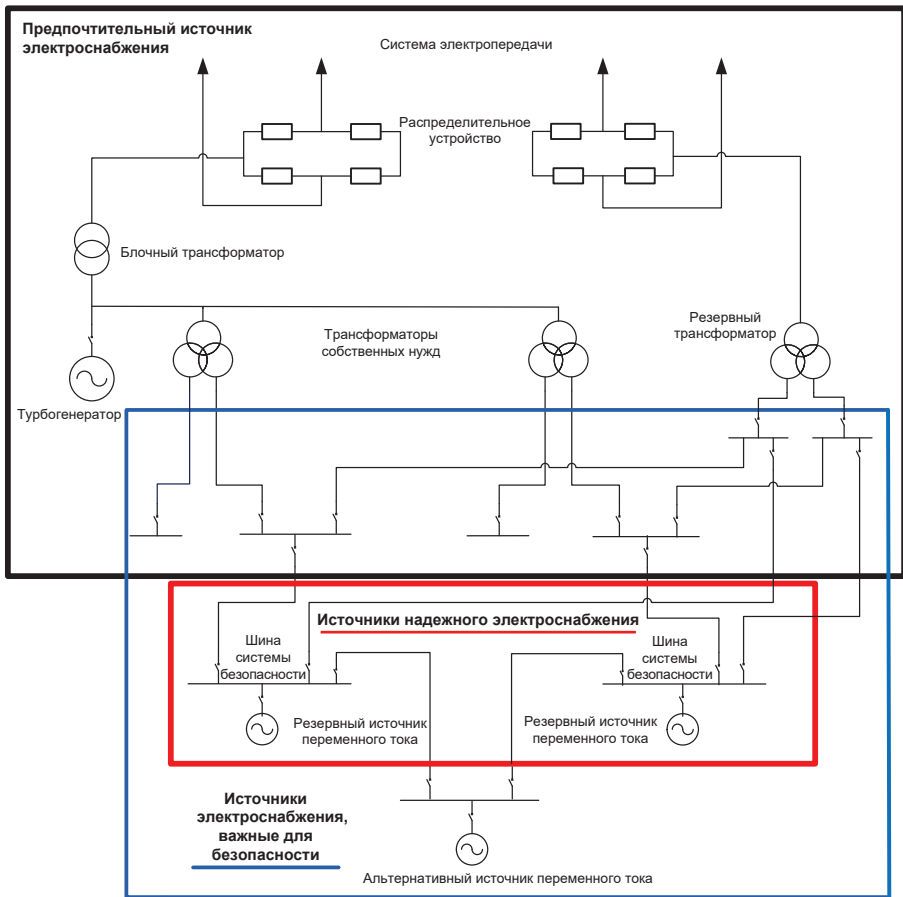 Предпочтительный источник
электроснабжения
Система электропередачи
Распределительное
устройство
Блочный трансформатор
Трансформаторы
собственных нужд
Резервный
трансформатор
Турбогенератор
Источники надежного электроснабжения
Шина
системы
безопасности
Шина
системы
безопасности
Резервный источник
переменного тока
Резервный источник
переменного тока
Источники
электроснабжения,
важные для
безопасности
Альтернативный источник переменного тока